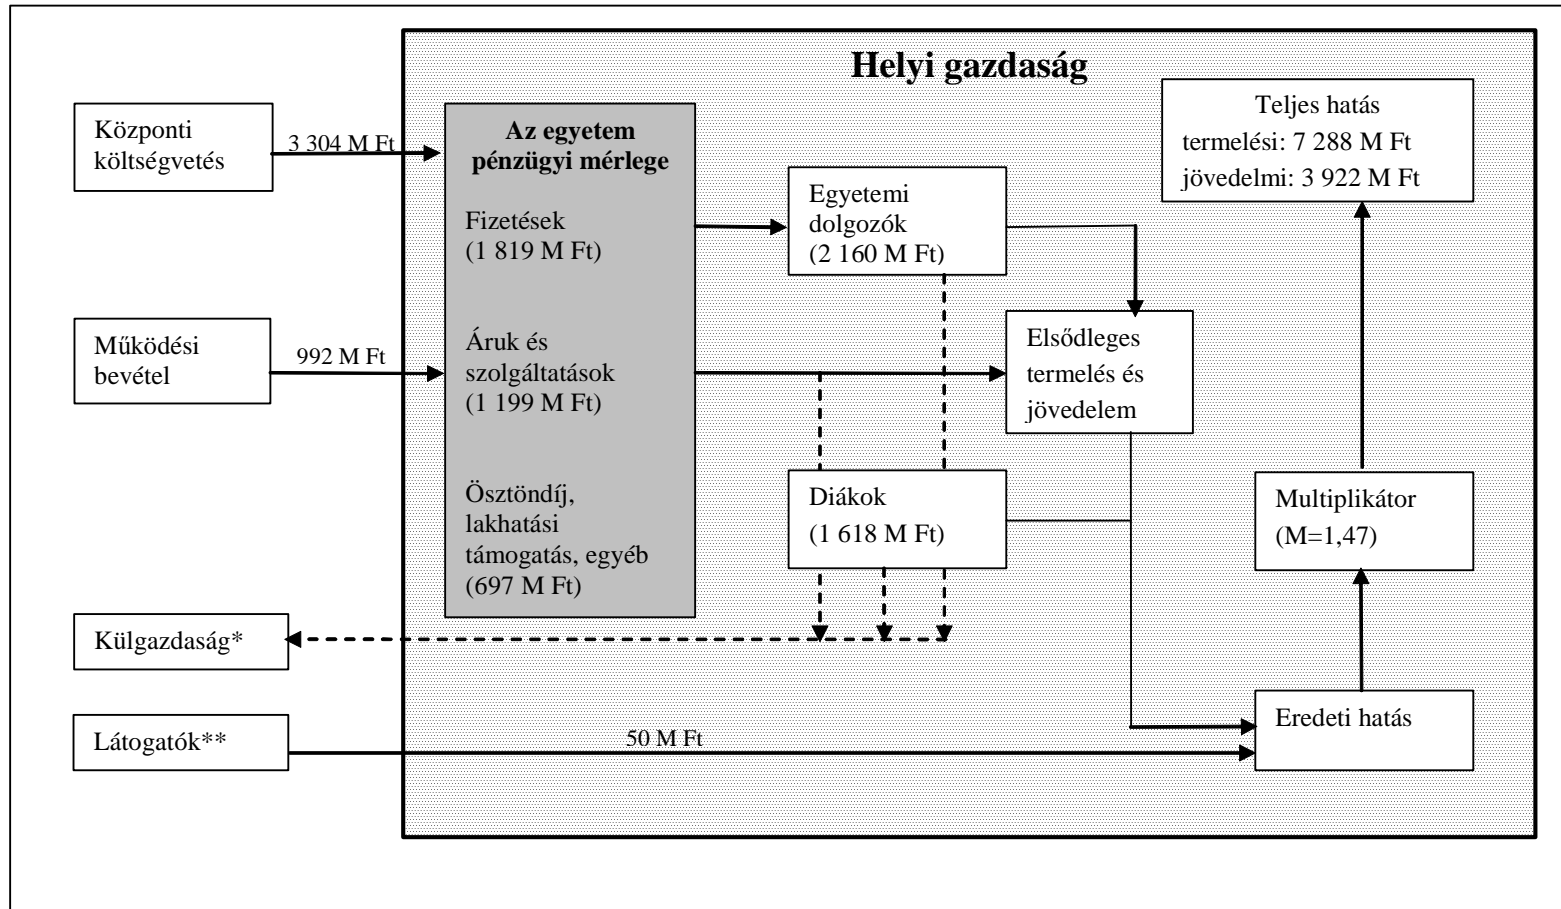 Helyi gazdaság
Központi
költségvetés
3 304 M Ft
Az egyetem
pénzügyi mérlege
Fizetések
(1 819 M Ft)
Áruk és
szolgáltatások
(1 199 M Ft)
Ösztöndíj,
lakhatási
támogatás, egyéb
(697 M Ft)
Működési
bevétel
992 M Ft
Egyetemi
dolgozók
(2 160 M Ft)
Elsődleges
termelés és
jövedelem
Diákok
(1 618 M Ft)
Teljes hatás
termelési: 7 288 M Ft
jövedelmi: 3 922 M Ft
Multiplikátor
(M=1,47)
Eredeti hatás
Külgazdaság*
Látogatók**
50 M Ft